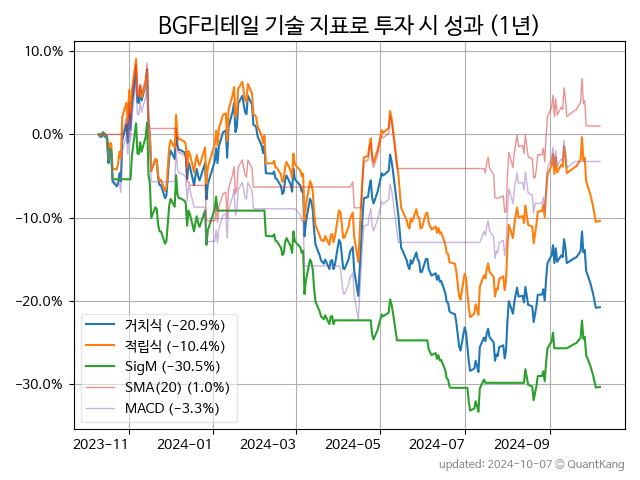 BGF리테일 기술 지표로 투자 시 성과 (1년)
10.0%
0.0%
−10.0%
−20.0%
−30.0%
거치식 (−20.9%)
적립식 (−10.4%)
SigM (−30.5%)
SMA(20) (1.0%)
MACD (−3.3%)
2023−11 2024−01 2024−03 2024−05 2024−07 2024−09
updated: 2024-10-07 © QuantKang